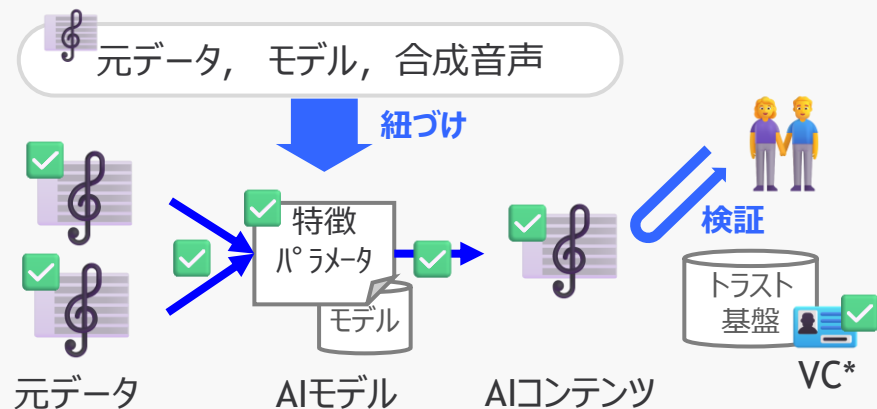 元データ, モデル, 合成音声
紐づけ
特徴
パラメータ
モデル
検証
トラスト
基盤
元データ
AIモデル
AIコンテンツ
VC*